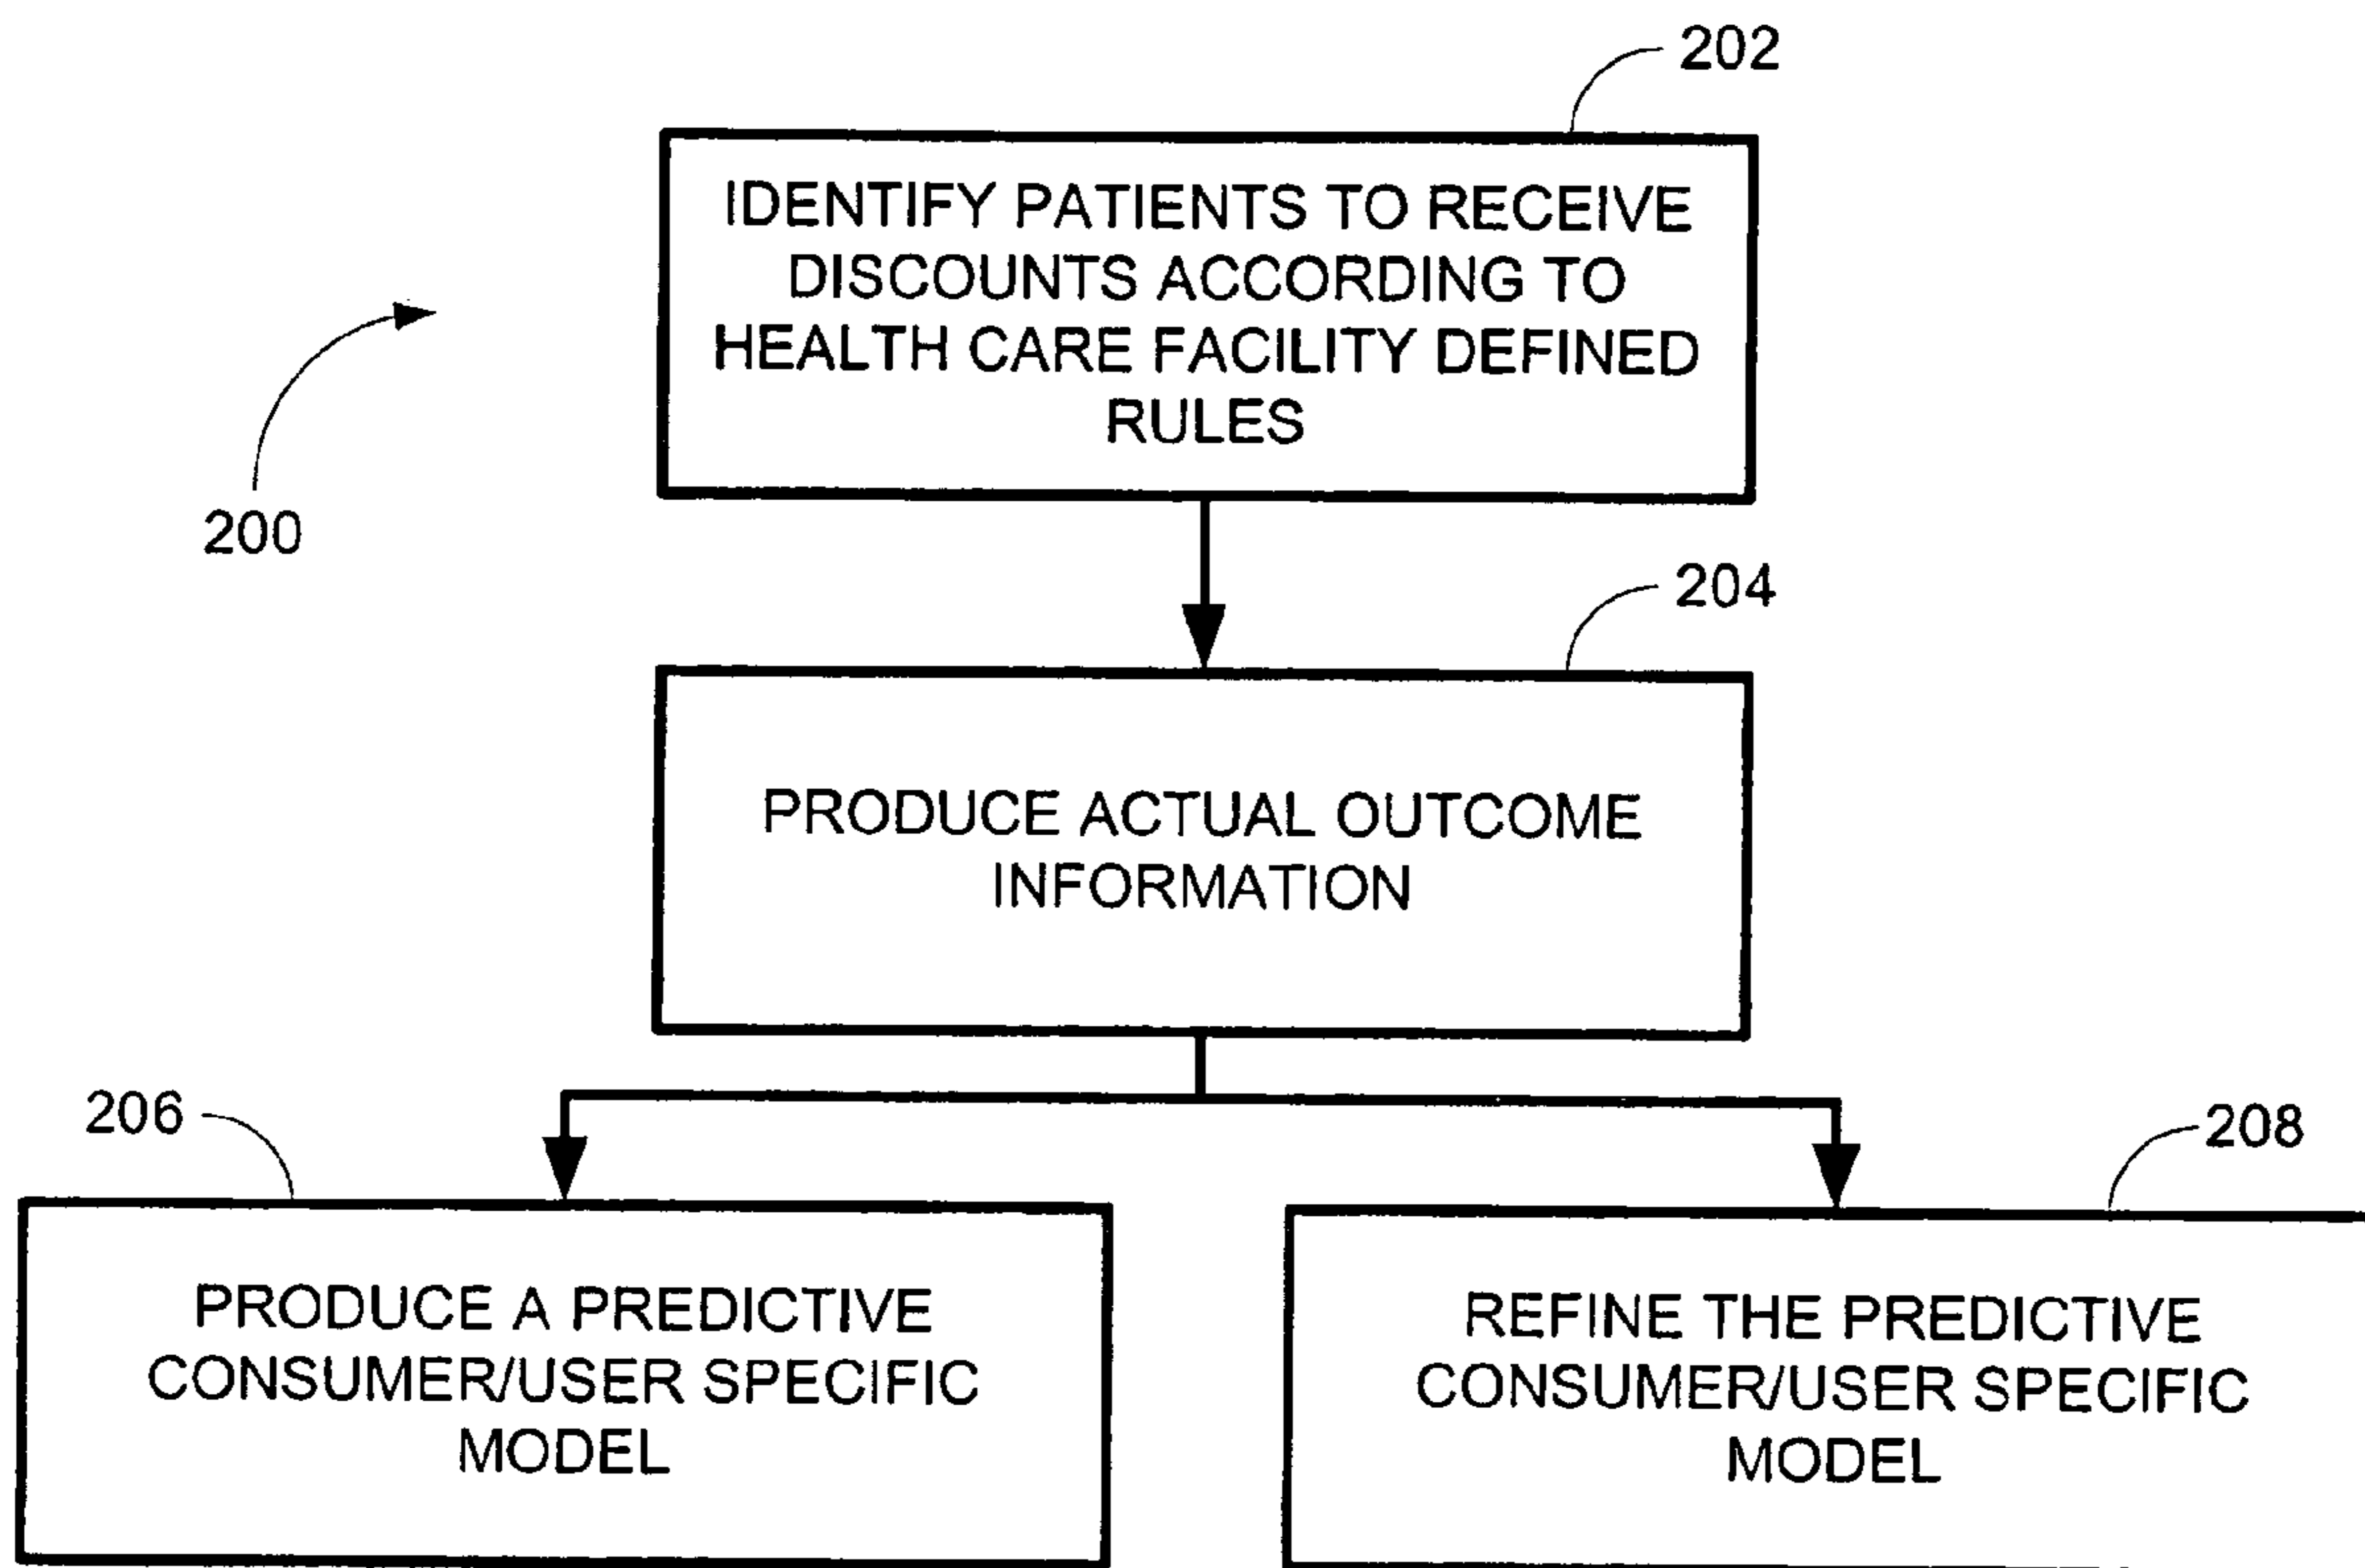 202
IDENTIFY PATIENTS TO RECEIVE
DISCOUNTS ACCORDING TO
HEALTH CARE FACILITY DEFINED
RULES
200
204
PRODUCE ACTUAL OUTCOME
INFORMATION
206
PRODUCE A PREDICTIVE
CONSUMER/USER SPECIFIC
MODEL
208
REFINE THE PREDICTIVE
CONSUMER/USER SPECIFIC
MODEL